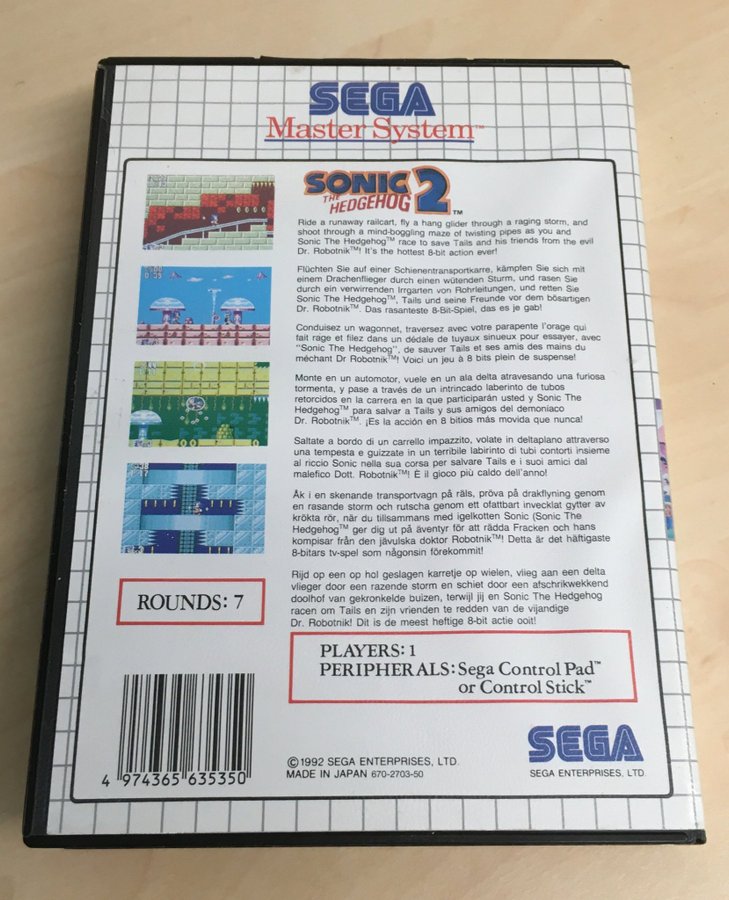 SEGA
Master System™
SONIC
THE
HEDGEHOG
2™
Ride a runaway railcart, fly a hang glider through a raging storm, and
shoot through a mind-boggling maze of twisting pipes as you and
Sonic The Hedgehog™ race to save Tails and his friends from the evil
Dr. Robotnik™! It's the hottest 8-bit action ever!
Flüchten Sie auf einer Schienentransportkarre, kämpfen Sie sich mit
einem Drachenflieger durch einen wütenden Sturm, und rasen Sie
durch ein verwirrenden Irrgarten von Rohrleitungen, und retten Sie
Sonic The Hedgehog™, Tails und seine Freunde vor dem bösartigen
Dr. Robotnik™. Das rasanteste 8-Bit-Spiel, das es je gab!
Conduisez un wagonnet, traversez avec votre parapente l'orage qui
fait rage et filez dans un dédale de tuyaux sinueux pour essayer, avec
"Sonic The Hedgehog", de sauver Tails et ses amis des mains du
méchant Dr Robotnik™! Voici un jeu à 8 bits plein de suspense!
Monte en un automotor, vuele en un ala delta atravesando una furiosa
tormenta, y pase a través de un intrincado laberinto de tubos
retorcidos en la carrera en la que participarán usted y Sonic The
Hedgehog™ para salvar a Tails y sus amigos del demoniaco
Dr. Robotnik™. ¡Es la acción en 8 bitios más movida que nunca!
Saltate a bordo di un carrello impazzito, volate in deltaplano attraverso
una tempesta e guizzate in un terribile labirinto di tubi contorti insieme
al riccio Sonic nella sua corsa per salvare Tails e i suoi amici dal
malefico Dott. Robotnik™! È il gioco più caldo dell'anno!
Åk i en skenande transportvagn på räls, pröva på drakflyning genom
en rasande storm och rutscha genom ett ofattbart invecklat gytter av
krökta rör, när du tillsammans med igelkotten Sonic (Sonic The
Hedgehog™ ger dig ut på äventyr för att rädda Fracken och hans
kompisar från den jävulska doktor Robotnik™! Detta är det häftigaste
8-bitars tv-spel som någonsin förekommit!
Rijd op een op hol geslagen karretje op wielen, vlieg aan een delta
vlieger door een razende storm en schiet door een afschrikwekkend
doolhof van gekronkelde buizen, terwijl jij en Sonic The Hedgehog
racen om Tails en zijn vrienden te redden van de vijandige
Dr. Robotnik! Dit is de meest heftige 8-bit actie ooit!
ROUNDS: 7
PLAYERS: 1
PERIPHERALS: Sega Control Pad™
or Control Stick™
4 974365 635350
©1992 SEGA ENTERPRISES, LTD.
MADE IN JAPAN 670-2703-50
SEGA
SEGA ENTERPRISES, LTD.